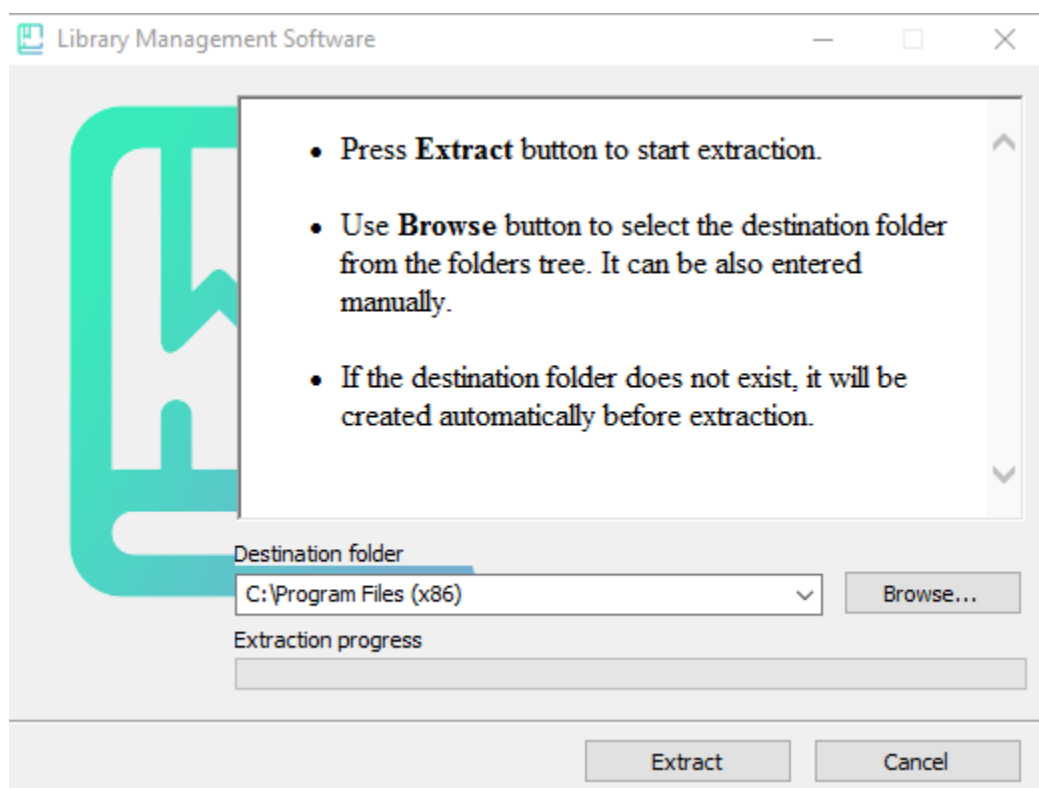 Library Management Software
• Press Extract button to start extraction.
• Use Browse button to select the destination folder
from the folders tree. It can be also entered
manually.
• If the destination folder does not exist, it will be
created automatically before extraction.
Destination folder
C:\Program Files (x86)
Browse...
Extraction progress
Extract
Cancel